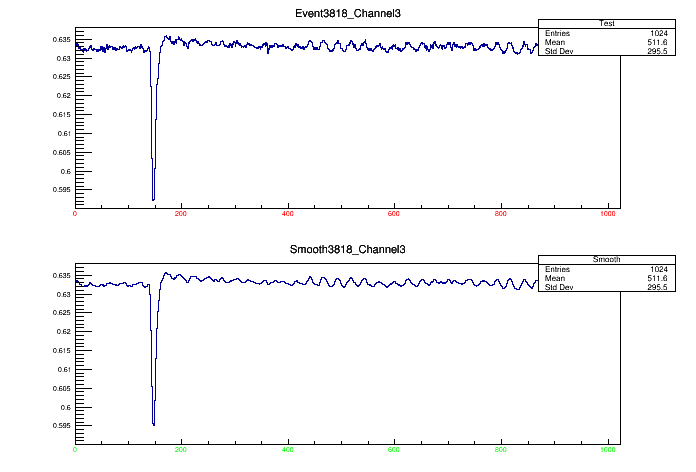 Event3818_Channel3
Test
Entries 1024
Mean 511.6
Std Dev 295.5
0.635
0.63
0.625
0.62
0.615
0.61
0.605
0.6
0.595
0 200 400 600 800 1000
Smooth3818_Channel3
Smooth
Entries 1024
Mean 511.6
Std Dev 295.5
0.635
0.63
0.625
0.62
0.615
0.61
0.605
0.6
0.595
0 200 400 600 800 1000